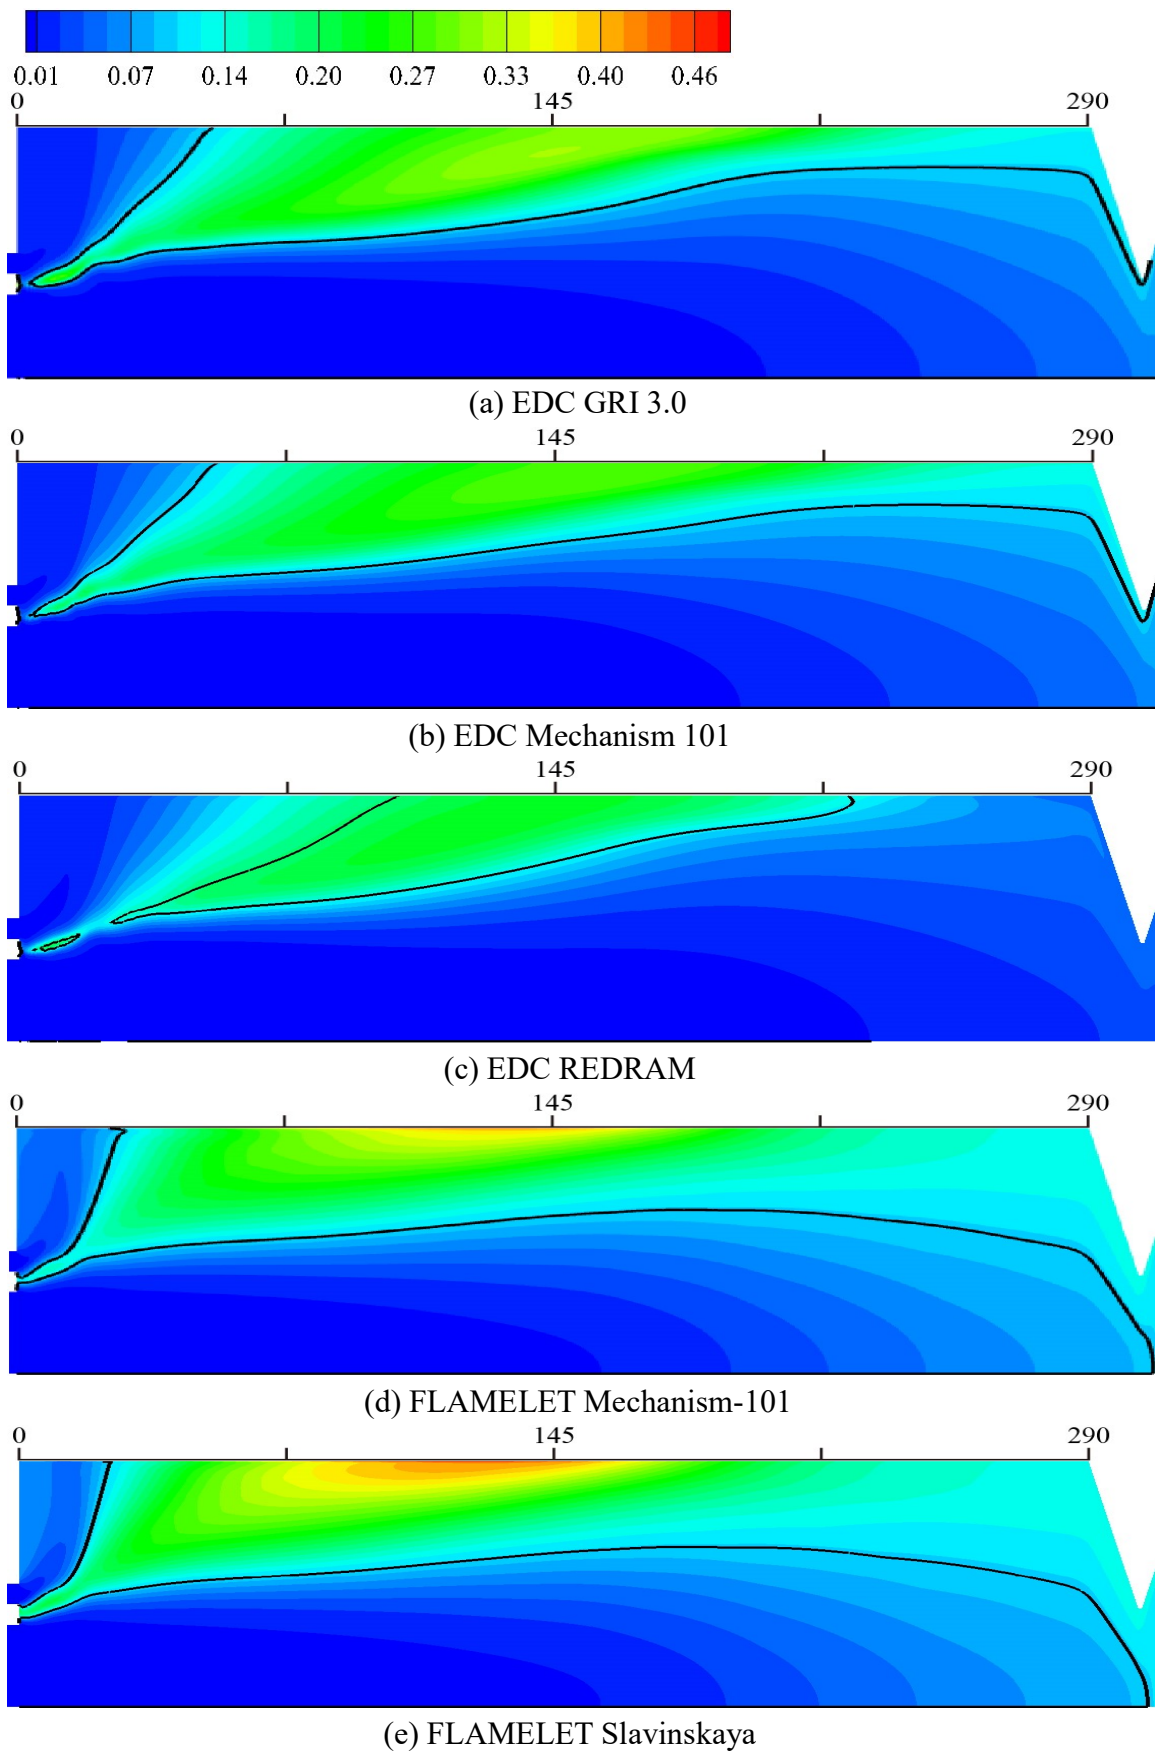 0.01 0.07 0.14 0.20 0.27 0.33 0.40 0.46
0 145 290
(a) EDC GRI 3.0
0 145 290
(b) EDC Mechanism 101
0 145 290
(c) EDC REDRAM
0 145 290
(d) FLAMELET Mechanism-101
0 145 290
(e) FLAMELET Slavinskaya